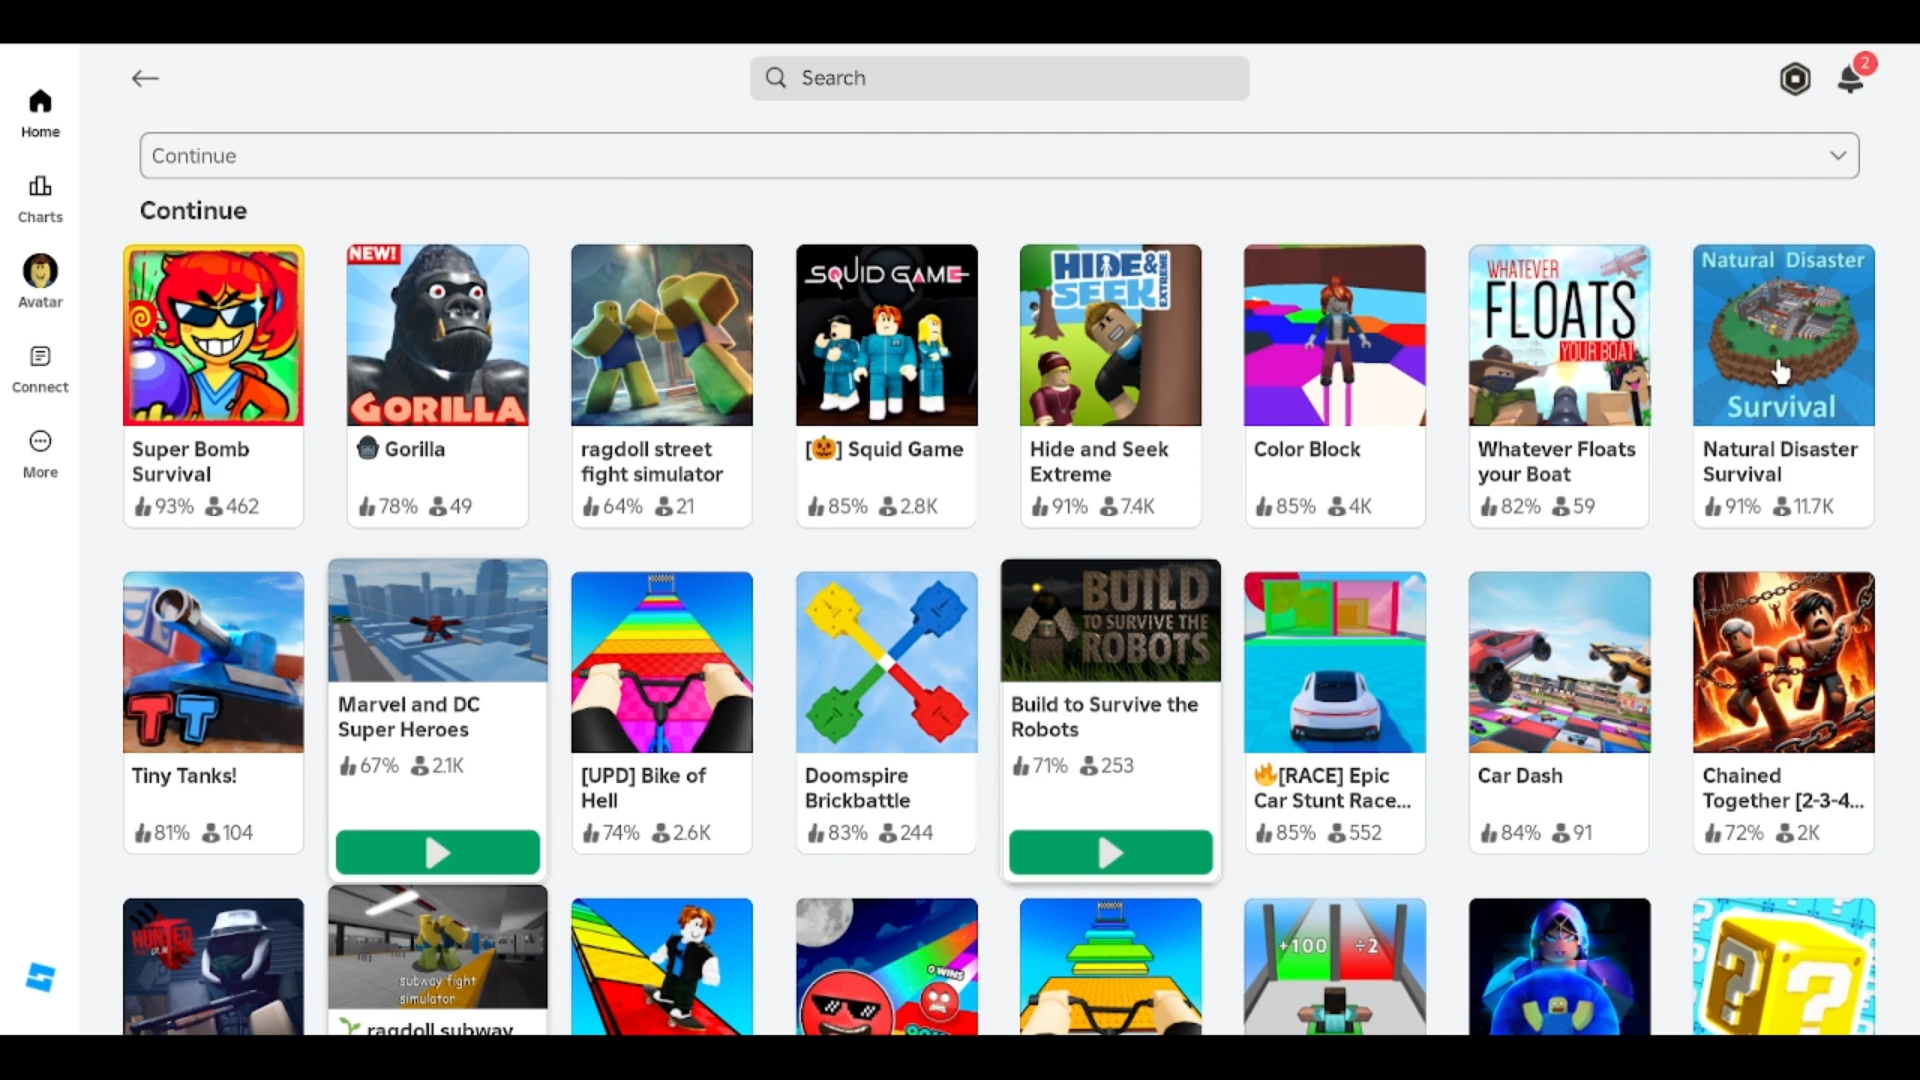 Search
2
Home
Charts
Avatar
Connect
More
Continue
Continue
Super Bomb
Survival
93% 462
NEW!
GORILLA
Gorilla
78% 49
ragdoll street
fight simulator
64% 21
SQUID GAME
[🎃] Squid Game
85% 2.8K
HIDE&
SEEK
EXTREME
Hide and Seek
Extreme
91% 7.4K
Color Block
85% 4K
WHATEVER
FLOATS
YOUR BOAT
Whatever Floats
your Boat
82% 59
Natural Disaster
Survival
Natural Disaster
Survival
91% 11.7K
TT
Tiny Tanks!
81% 104
Marvel and DC
Super Heroes
67% 2.1K
[UPD] Bike of
Hell
74% 2.6K
Doomspire
Brickbattle
83% 244
BUILD
TO SURVIVE THE
ROBOTS
Build to Survive the
Robots
71% 253
🔥[RACE] Epic
Car Stunt Race...
85% 552
Car Dash
84% 91
Chained
Together [2-3-4...
72% 2K
HUNTED
subway fight
simulator
ragdoll subway
0 WINS
+100
÷2
?
?